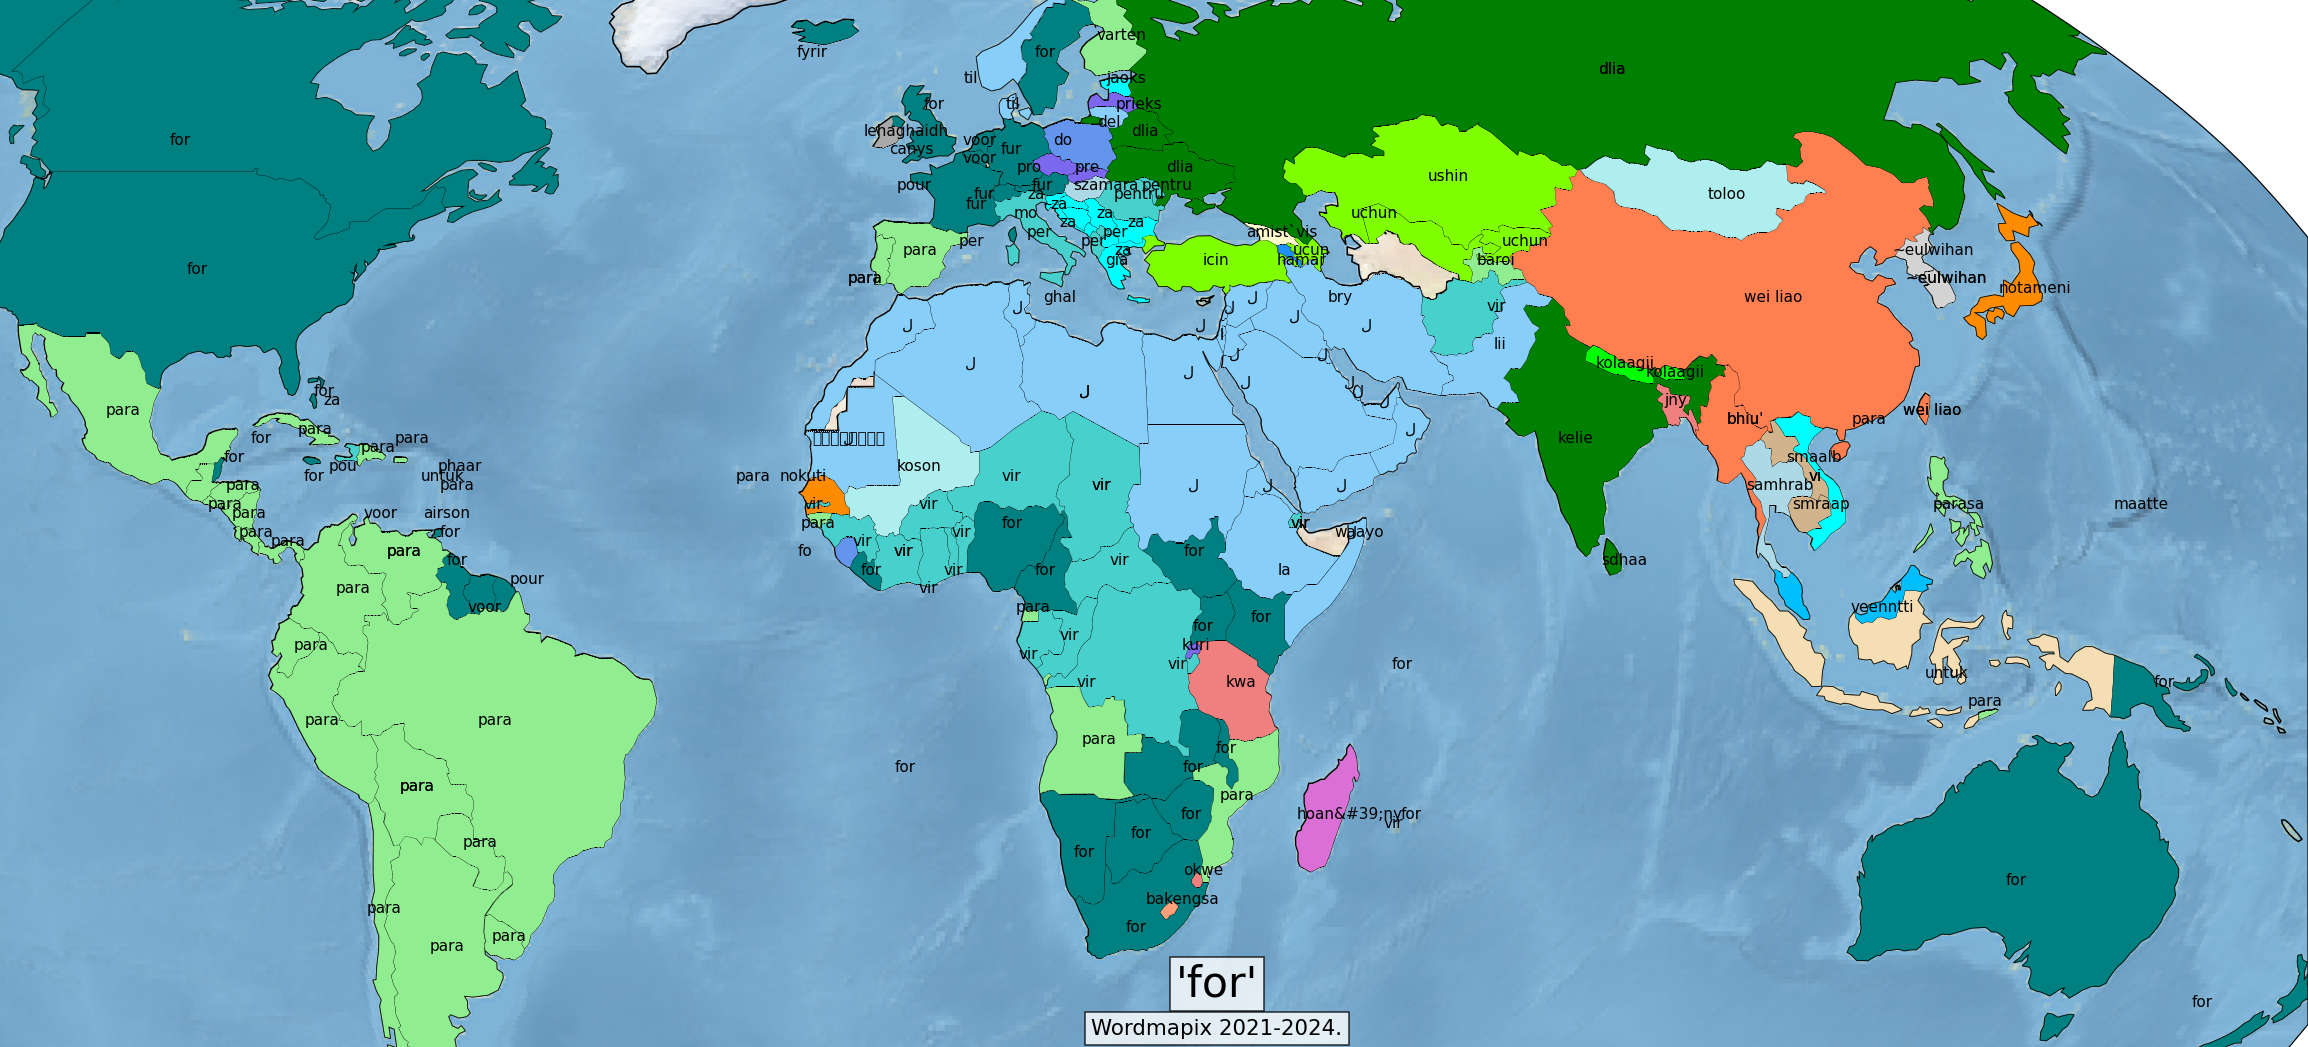 varten
fyrir
for
dlia
til
jaoks
for
til
prieks
del
for
lehaghaidh
dlia
voor
do
canys
fur
voor
pro
pre
dlia
ushin
pour
fur
szamara
pentru
fur
za
pentru
toloo
fur
za
mo
za
uchun
za
za
per
per
amist'vis
per
per
uchun
para
za
ucun
~eulwihan
gia
icin
hamar
baroi
for
para
~eulwihan
notameni
ghal
bry
wei liao
vir
ل
ل
ل
ل
ل
ل
ل
lii
ل
ل
ل
kolaagii
ل
kolaagii
ل
ل
for
ل
ل
za
jny
para
wei liao
para
bhiu'
para
ل
for
para
para
kelie
para
for
smaalb
pou
phaar
koson
for
untuk
para
nokuti
vir
vi
para
para
vir
ل
ل
ل
samhrab
para
vir
vir
smraap
parasa
maatte
para
voor
airson
para
for
vir
para
for
vir
wajayo
para
vir
para
fo
vir
for
for
vir
sdhaa
for
vir
for
la
pour
para
vir
voor
para
for
yeenntti
for
vir
para
kuri
vir
vir
for
untuk
vir
kwa
for
para
para
para
para
for
for
for
para
para
for
hoan&#39;ny
for
vir
for
para
for
okwe
for
bakengsa
para
for
para
para
'for'
for
Wordmapix 2021-2024.